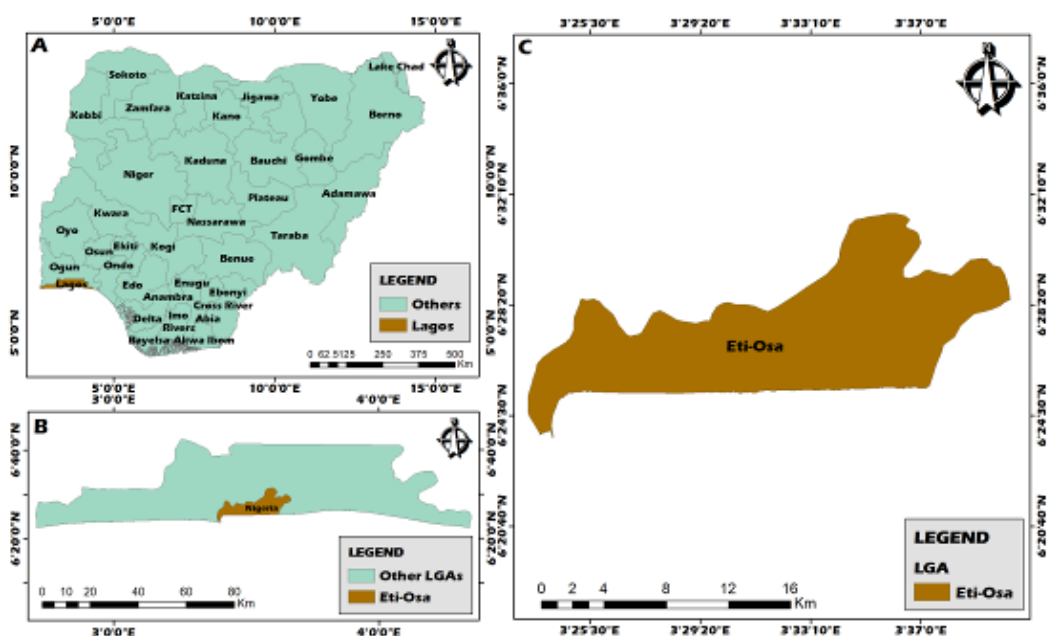 5°0'0"E 10°0'0"E 15°0'0"E
A
Lake Chad
Sokoto
Katsina Jigawa Yobe
Zamfara
Kebbi Kano Borno
10°0'0"N 10°0'0"N
Kaduna Bauchi Gombe
Niger
Adamawa
Plateau
Kwara FCT
Nassarawa
Oyo Taraba
Osun Ekiti Kogi
Ogun Ondo Benue
Lagos Edo Enugu
Anambra Ebonyi
Cross River
Delta Imo Abia
Rivers
Bayelsa Akwa Ibom
5°0'0"N 5°0'0"N
LEGEND
Others
Lagos
0 62.5125 250 375 500
Km
5°0'0"E 10°0'0"E 15°0'0"E
3°0'0"E 4°0'0"E
B
6°40'0"N 6°40'0"N
Nigeria
6°20'0"N 6°20'0"N
LEGEND
Other LGAs
Eti-Osa
0 10 20 40 60 80
Km
3°0'0"E 4°0'0"E
3°25'30"E 3°29'20"E 3°33'10"E 3°37'0"E
C
N
6°36'0"N 6°36'0"N
6°32'10"N 6°32'10"N
6°28'20"N 6°28'20"N
Eti-Osa
6°24'30"N 6°24'30"N
6°20'40"N 6°20'40"N
LEGEND
LGA
Eti-Osa
0 2 4 8 12 16
Km
3°25'30"E 3°29'20"E 3°33'10"E 3°37'0"E